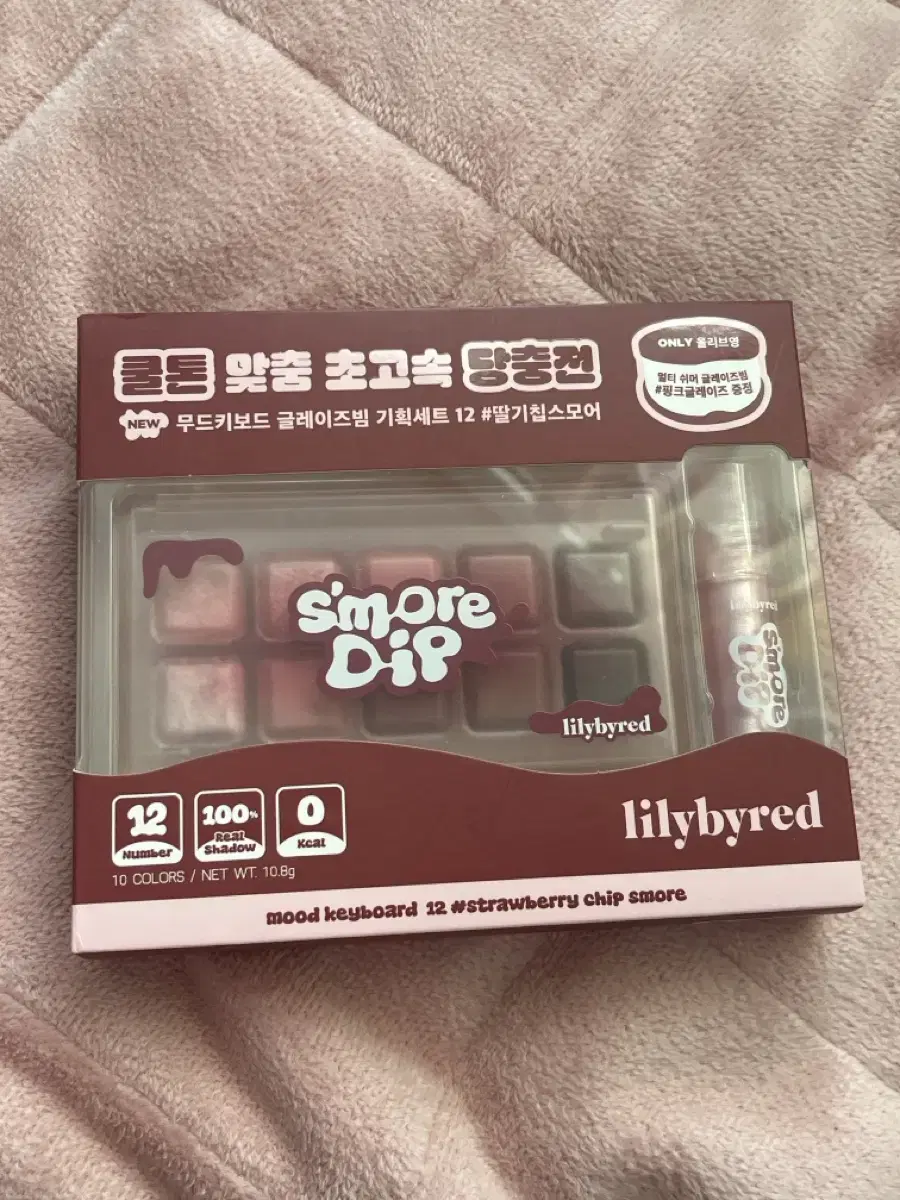 쿨톤 맞춤 초고속 당충전
NEW 무드키보드 글레이즈빔 기획세트 12 #딸기칩스모어
ONLY 올리브영
멀티 쉬머 글레이즈빔
#핑크글레이즈 증정
S'more
Dip
lilybyred
lilybyred
S'more
Dip
12
Number
100%
Real
Shadow
0
Kcal
lilybyred
10 COLORS / NET WT. 10.8g
mood keyboard 12 #strawberry chip smore